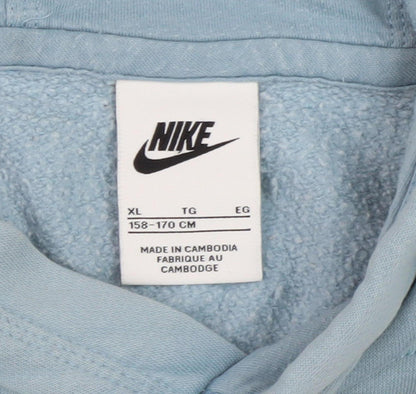 NIKE
XL TG EG
158-170 CM
MADE IN CAMBODIA
FABRIQUE AU
CAMBODGE